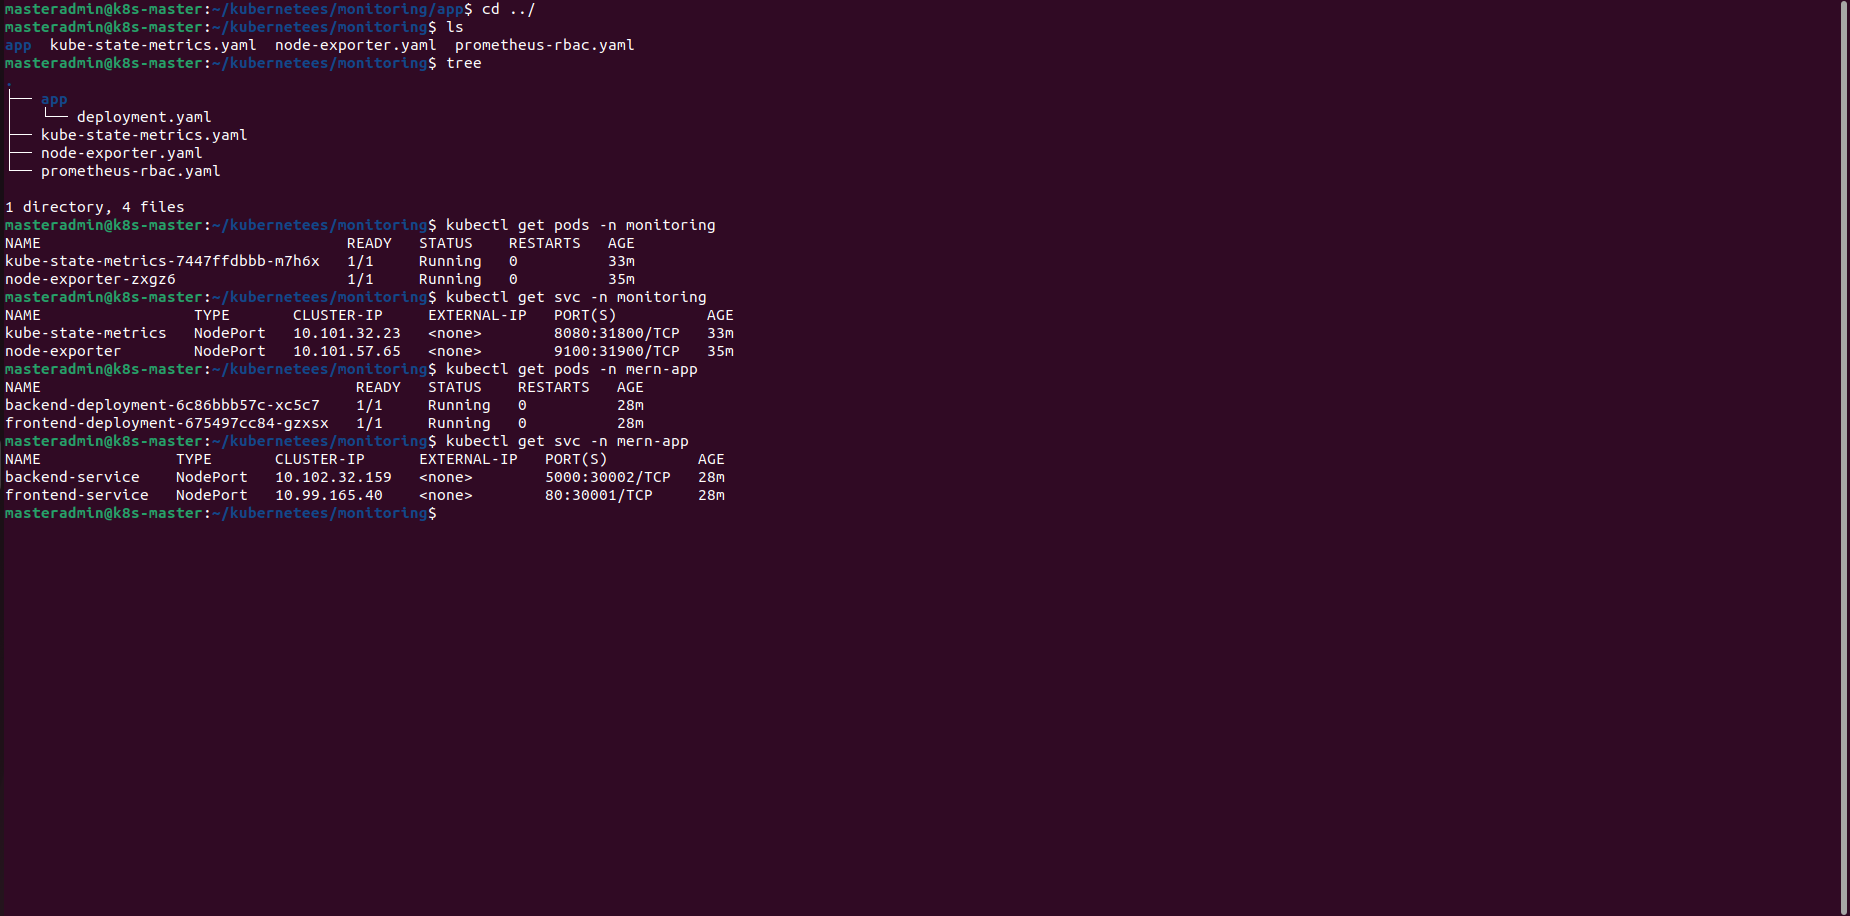 masteradmin@k8s-master:~/kubernetees/monitoring/app$ cd ../
masteradmin@k8s-master:~/kubernetees/monitoring$ ls
app  kube-state-metrics.yaml  node-exporter.yaml  prometheus-rbac.yaml
masteradmin@k8s-master:~/kubernetees/monitoring$ tree
.
├── app
│   └── deployment.yaml
├── kube-state-metrics.yaml
├── node-exporter.yaml
└── prometheus-rbac.yaml

1 directory, 4 files
masteradmin@k8s-master:~/kubernetees/monitoring$ kubectl get pods -n monitoring
NAME                                  READY   STATUS    RESTARTS   AGE
kube-state-metrics-7447ffdbbb-m7h6x   1/1     Running   0          33m
node-exporter-zxgz6                   1/1     Running   0          35m
masteradmin@k8s-master:~/kubernetees/monitoring$ kubectl get svc -n monitoring
NAME                 TYPE       CLUSTER-IP     EXTERNAL-IP   PORT(S)          AGE
kube-state-metrics   NodePort   10.101.32.23   <none>        8080:31800/TCP   33m
node-exporter        NodePort   10.101.57.65   <none>        9100:31900/TCP   35m
masteradmin@k8s-master:~/kubernetees/monitoring$ kubectl get pods -n mern-app
NAME                                   READY   STATUS    RESTARTS   AGE
backend-deployment-6c86bbb57c-xc5c7    1/1     Running   0          28m
frontend-deployment-675497cc84-gzxsx   1/1     Running   0          28m
masteradmin@k8s-master:~/kubernetees/monitoring$ kubectl get svc -n mern-app
NAME               TYPE       CLUSTER-IP      EXTERNAL-IP   PORT(S)          AGE
backend-service    NodePort   10.102.32.159   <none>        5000:30002/TCP   28m
frontend-service   NodePort   10.99.165.40    <none>        80:30001/TCP     28m
masteradmin@k8s-master:~/kubernetees/monitoring$